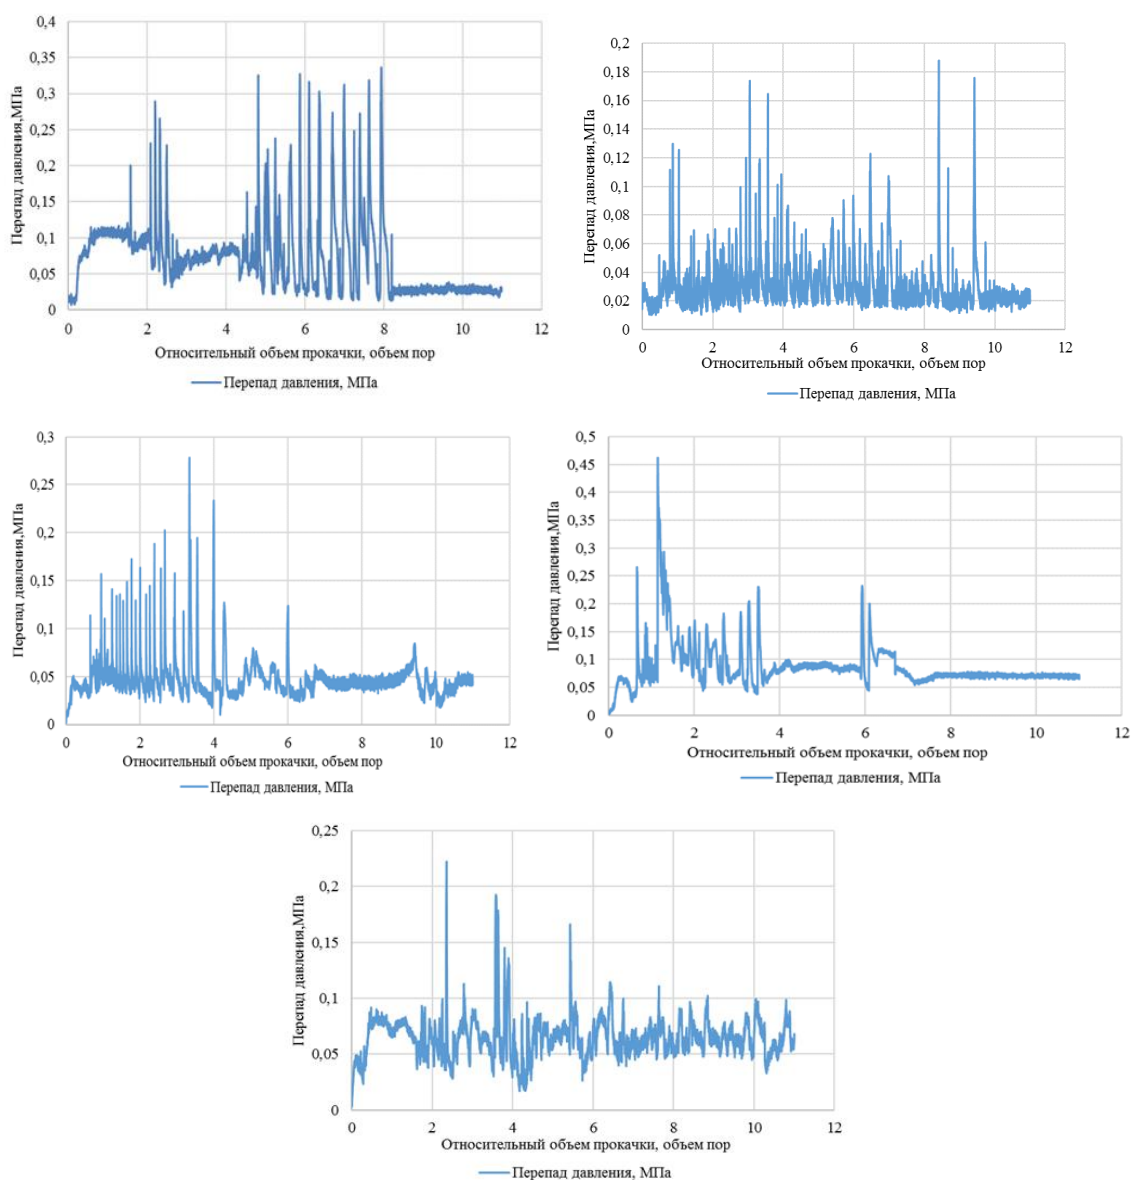 0,4
0,35
0,3
0,25
0,2
0,15
0,1
0,05
0
Перепад давления,МПа
0 2 4 6 8 10 12
Относительный объем прокачки, объем пор
Перепад давления, МПа
0,2
0,18
0,16
0,14
0,12
0,1
0,08
0,06
0,04
0,02
0
Перепад давления,МПа
0 2 4 6 8 10 12
Относительный объем прокачки, объем пор
Перепад давления, МПа
0,3
0,25
0,2
0,15
0,1
0,05
0
Перепад давления,МПа
0 2 4 6 8 10 12
Относительный объем прокачки, объем пор
Перепад давления, МПа
0,5
0,45
0,4
0,35
0,3
0,25
0,2
0,15
0,1
0,05
0
Перепад давления,МПа
0 2 4 6 8 10 12
Относительный объем прокачки, объем пор
Перепад давления, МПа
0,25
0,2
0,15
0,1
0,05
0
Перепад давления,МПа
0 2 4 6 8 10 12
Относительный объем прокачки, объем пор
Перепад давления, МПа